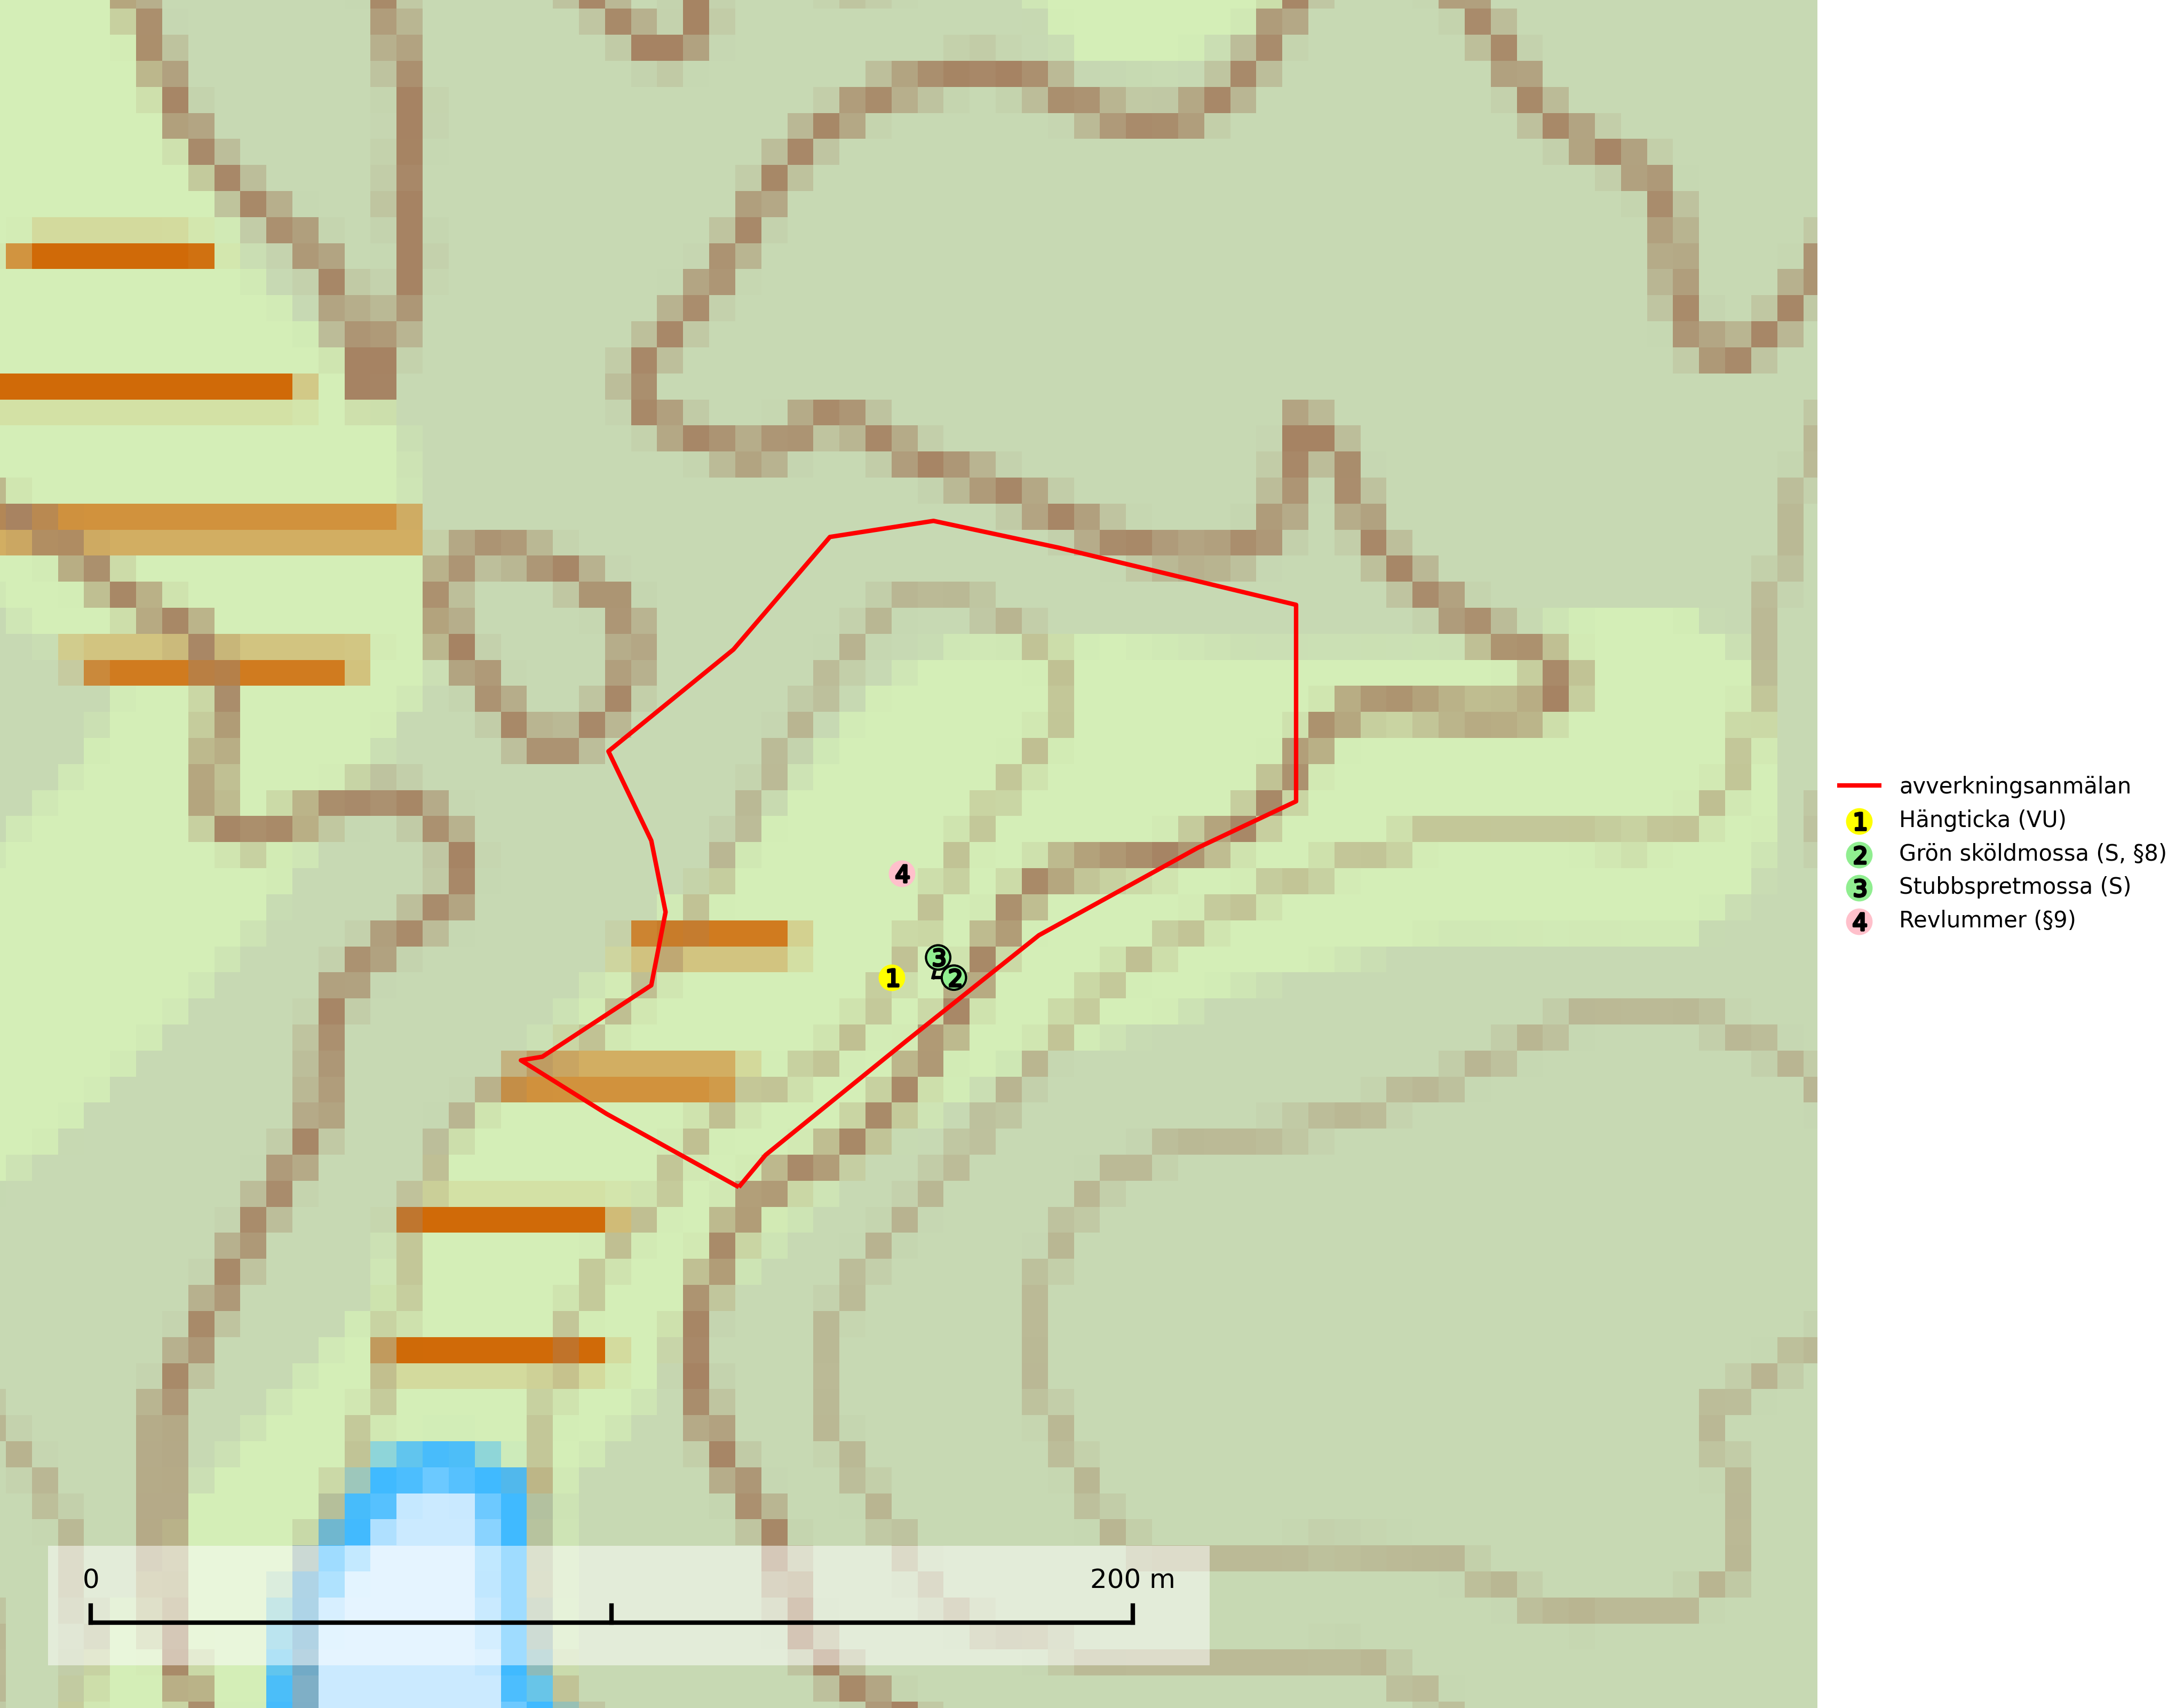 4
3
1
2
0
200 m
avverkningsanmälan
1 Hängticka (VU)
2 Grön sköldmossa (S, §8)
3 Stubbspretmossa (S)
4 Revlummer (§9)